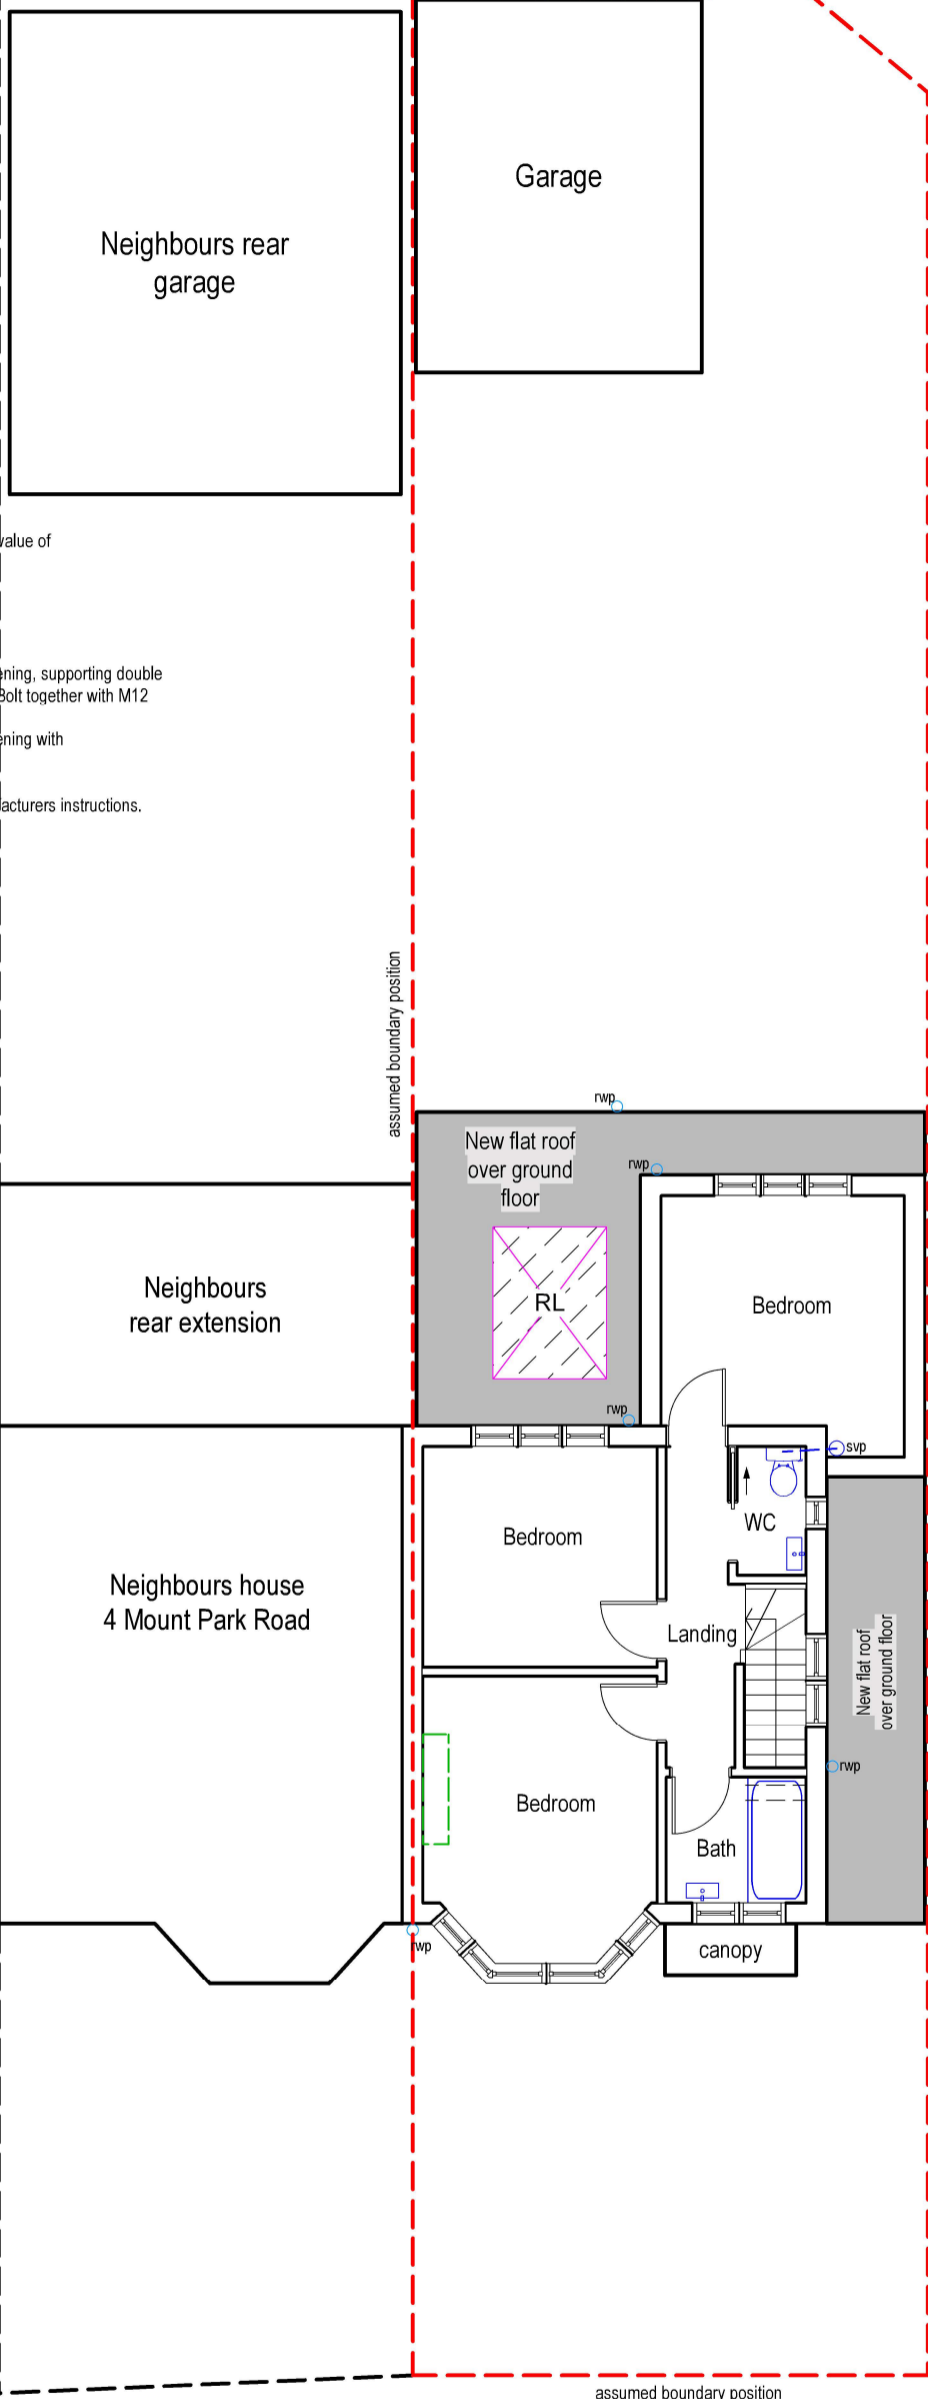 Garage
Neighbours rear
garage
value of
ening, supporting double
Bolt together with M12
ening with
acturers instructions.
assumed boundary position
rwp
New flat roof
over ground
floor
rwp
RL
Neighbours
rear extension
Bedroom
rwp
svp
WC
Bedroom
Neighbours house
4 Mount Park Road
Landing
New flat roof
over ground floor
rwp
Bedroom
Bath
rwp
canopy
assumed boundary position